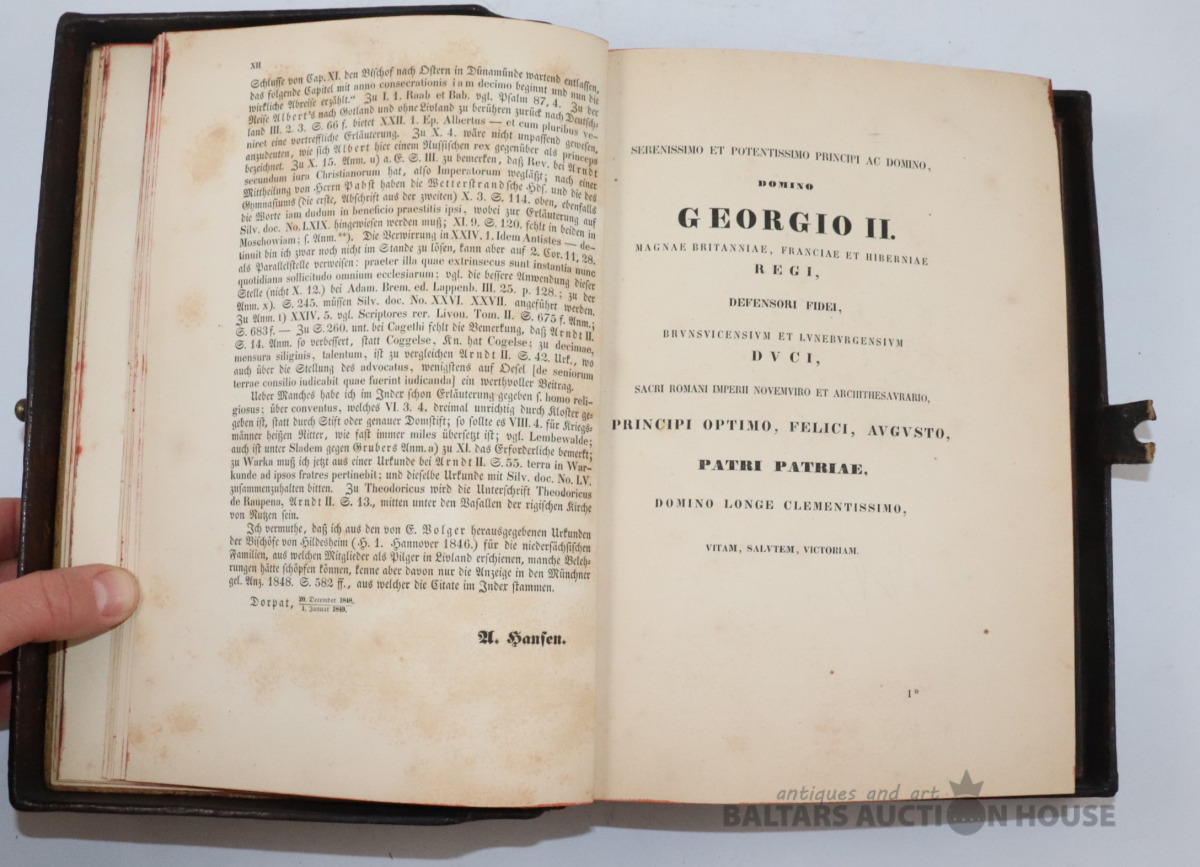 XII
Schlusse von Cap. XI. den Bischof nach Ostern in Dünamünde wartend entlassen,
das folgende Capitel mit anno consecrationis iam decimo beginnt und nun die
wirkliche Abreise erzählt.“ Zu I. 1. Raab et Bab. vgl. Psalm 87, 4. Zu der
Reise Albert's nach Gotland und ohne Livland zu berühren zurück nach Deutsch-
land III. 2. 3. S. 66 f. bietet XXII. 1. Ep. Albertus — et cum pluribus ve-
niret eine vortreffliche Erläuterung. Zu X. 4. wäre nicht unpassend gewesen,
anzudeuten, wie sich Albert hier einem Russischen rex gegenüber als princeps
bezeichnet. Zu X. 15. Anm. u) a. E. S. III. zu bemerken, daß Rev. bei Arndt
secundum iura Christianorum hat, also Imperatorum wegläßt; nach einer
Mittheilung von Herrn Pabst haben die Wetterstrandsche Hds. und die des
Gymnasiums (die erste, Abschrift aus der zweiten) X. 3. S. 114. oben, ebenfalls
die Worte iam dudum in beneficio praestitis ipsi, wobei zur Erläuterung auf
Silv. doc. No. LXIX. hingewiesen werden muß; XI. 9. S. 120. fehlt in beiden in
Moschowiam; s. Anm. **). Die Verwirrung in XXIV. 1. Idem Antistes — de-
tinuit bin ich zwar noch nicht im Stande zu lösen, kann aber auf 2. Cor. 11, 28.
als Parallelstelle verweisen: praeter illa quae extrinsecus sunt instantia nunc
quotidiana sollicitudo omnium ecclesiarum; vgl. die bessere Anwendung dieser
Stelle (nicht X. 12.) bei Adam. Brem. ed. Lappenb. III. 25. p. 128.; zu der
Anm. x). S. 245. müssen Silv. doc. No. XXVI. XXVII. angeführt werden.
Zu Anm. t) XXIV. 5. vgl. Scriptores rer. Livon. Tom. II. S. 675 f. Anm.;
S. 683 f. — Zu S. 260. unt. bei Cagethi fehlt die Bemerkung, daß Arndt II.
S. 14. Anm. so verbessert, statt Coggelse, Kn. hat Cogelse; zu decimae,
mensura siliginis, talentum, ist zu vergleichen Arndt II. S. 42. Urk., wo
auch über die Stellung des advocatus, wenigstens auf Oesel [de seniorum
terrae consilio iudicabit quae fuerint iudicanda] ein werthvoller Beitrag.
Ueber Manches habe ich im Index schon Erläuterung gegeben s. homo reli-
giosus; über conventus, welches VI. 3. 4. dreimal unrichtig durch Kloster ge-
geben ist, statt durch Stift oder genauer Domstift; so sollte es VIII. 4. für Kriegs-
männer heißen Ritter, wie fast immer miles übersetzt ist; vgl. Lembewalde;
auch ist unter Sladem gegen Grubers Anm. a) zu XI. das Erforderliche bemerkt;
zu Warka muß ich jetzt aus einer Urkunde bei Arndt II. S. 55. terra in War-
kunde ad ipsos fratres pertinebit; und dieselbe Urkunde mit Silv. doc. No. LV.
zusammenzuhalten bitten. Zu Theodoricus wird die Unterschrift Theodoricus
de Raupena, Arndt II. S. 13., mitten unter den Vasallen der rigischen Kirche
von Nutzen sein.
Ich vermuthe, daß ich aus den von E. Volger herausgegebenen Urkunden
der Bischöfe von Hildesheim (H. 1. Hannover 1846.) für die niedersächsischen
Familien, aus welchen Mitglieder als Pilger in Livland erschienen, manche Beleh-
rungen hätte schöpfen können, kenne aber davon nur die Anzeige in den Münchner
gel. Anz. 1848. S. 582 ff., aus welcher die Citate im Index stammen.
Dorpat, 20. December 1848. / 1. Januar 1849.
A. Hansen.
SERENISSIMO ET POTENTISSIMO PRINCIPI AC DOMINO,
DOMINO
GEORGIO II.
MAGNAE BRITANNIAE, FRANCIAE ET HIBERNIAE
REGI,
DEFENSORI FIDEI,
BRVNSVICENSIVM ET LVNEBVRGENSIVM
DVCI,
SACRI ROMANI IMPERII NOVEMVIRO ET ARCHITHESAVRARIO,
PRINCIPI OPTIMO, FELICI, AVGVSTO,
PATRI PATRIAE,
DOMINO LONGE CLEMENTISSIMO,
VITAM, SALVTEM, VICTORIAM.
1*
antiques and art
BALTARS AUCTION HOUSE